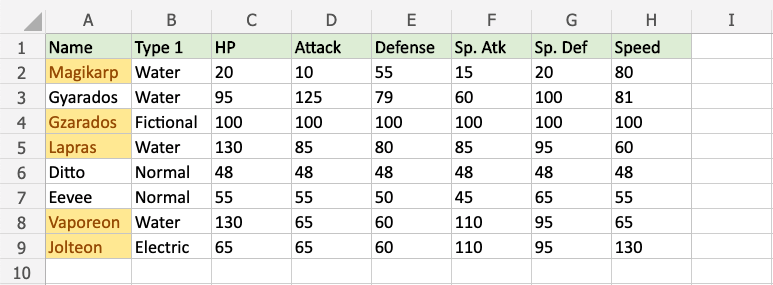 A B C D E F G H I
1 Name Type 1 HP Attack Defense Sp. Atk Sp. Def Speed
2 Magikarp Water 20 10 55 15 20 80
3 Gyarados Water 95 125 79 60 100 81
4 Gzarados Fictional 100 100 100 100 100 100
5 Lapras Water 130 85 80 85 95 60
6 Ditto Normal 48 48 48 48 48 48
7 Eevee Normal 55 55 50 45 65 55
8 Vaporeon Water 130 65 60 110 95 65
9 Jolteon Electric 65 65 60 110 95 130
10